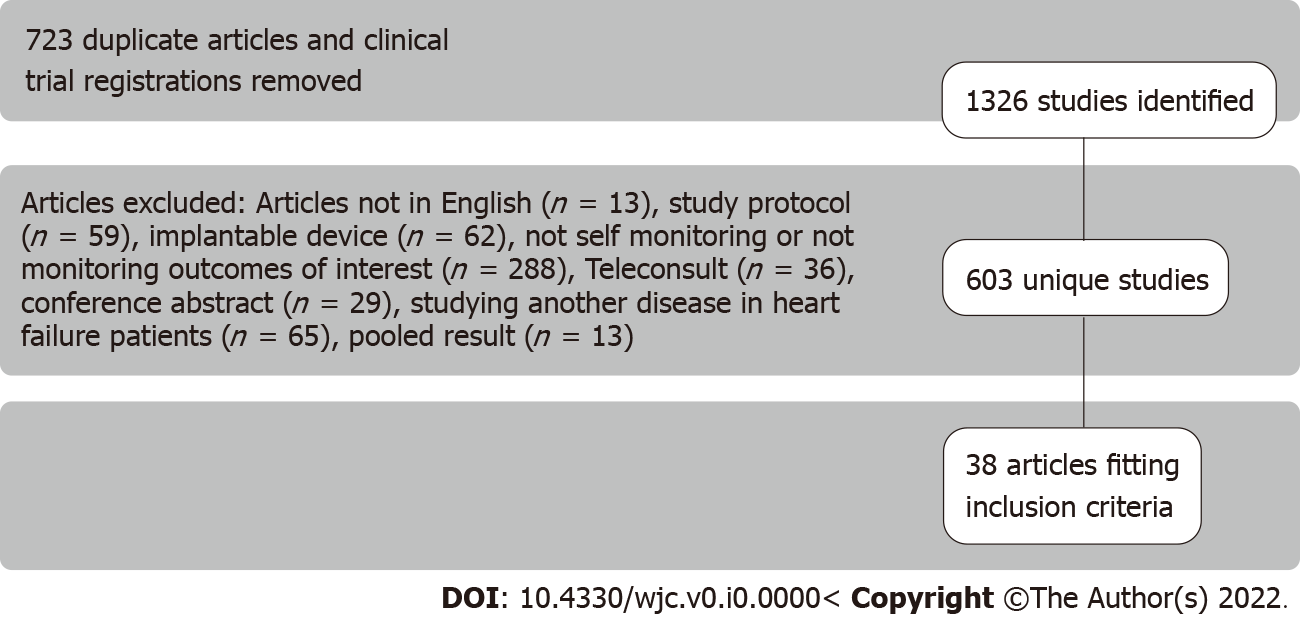 723 duplicate articles and clinical
trial registrations removed
1326 studies identified
Articles excluded: Articles not in English (n = 13), study protocol
(n = 59), implantable device (n = 62), not self monitoring or not
monitoring outcomes of interest (n = 288), Teleconsult (n = 36),
conference abstract (n = 29), studying another disease in heart
failure patients (n = 65), pooled result (n = 13)
603 unique studies
38 articles fitting
inclusion criteria
DOI: 10.4330/wjc.v0.i0.0000< Copyright ©The Author(s) 2022.